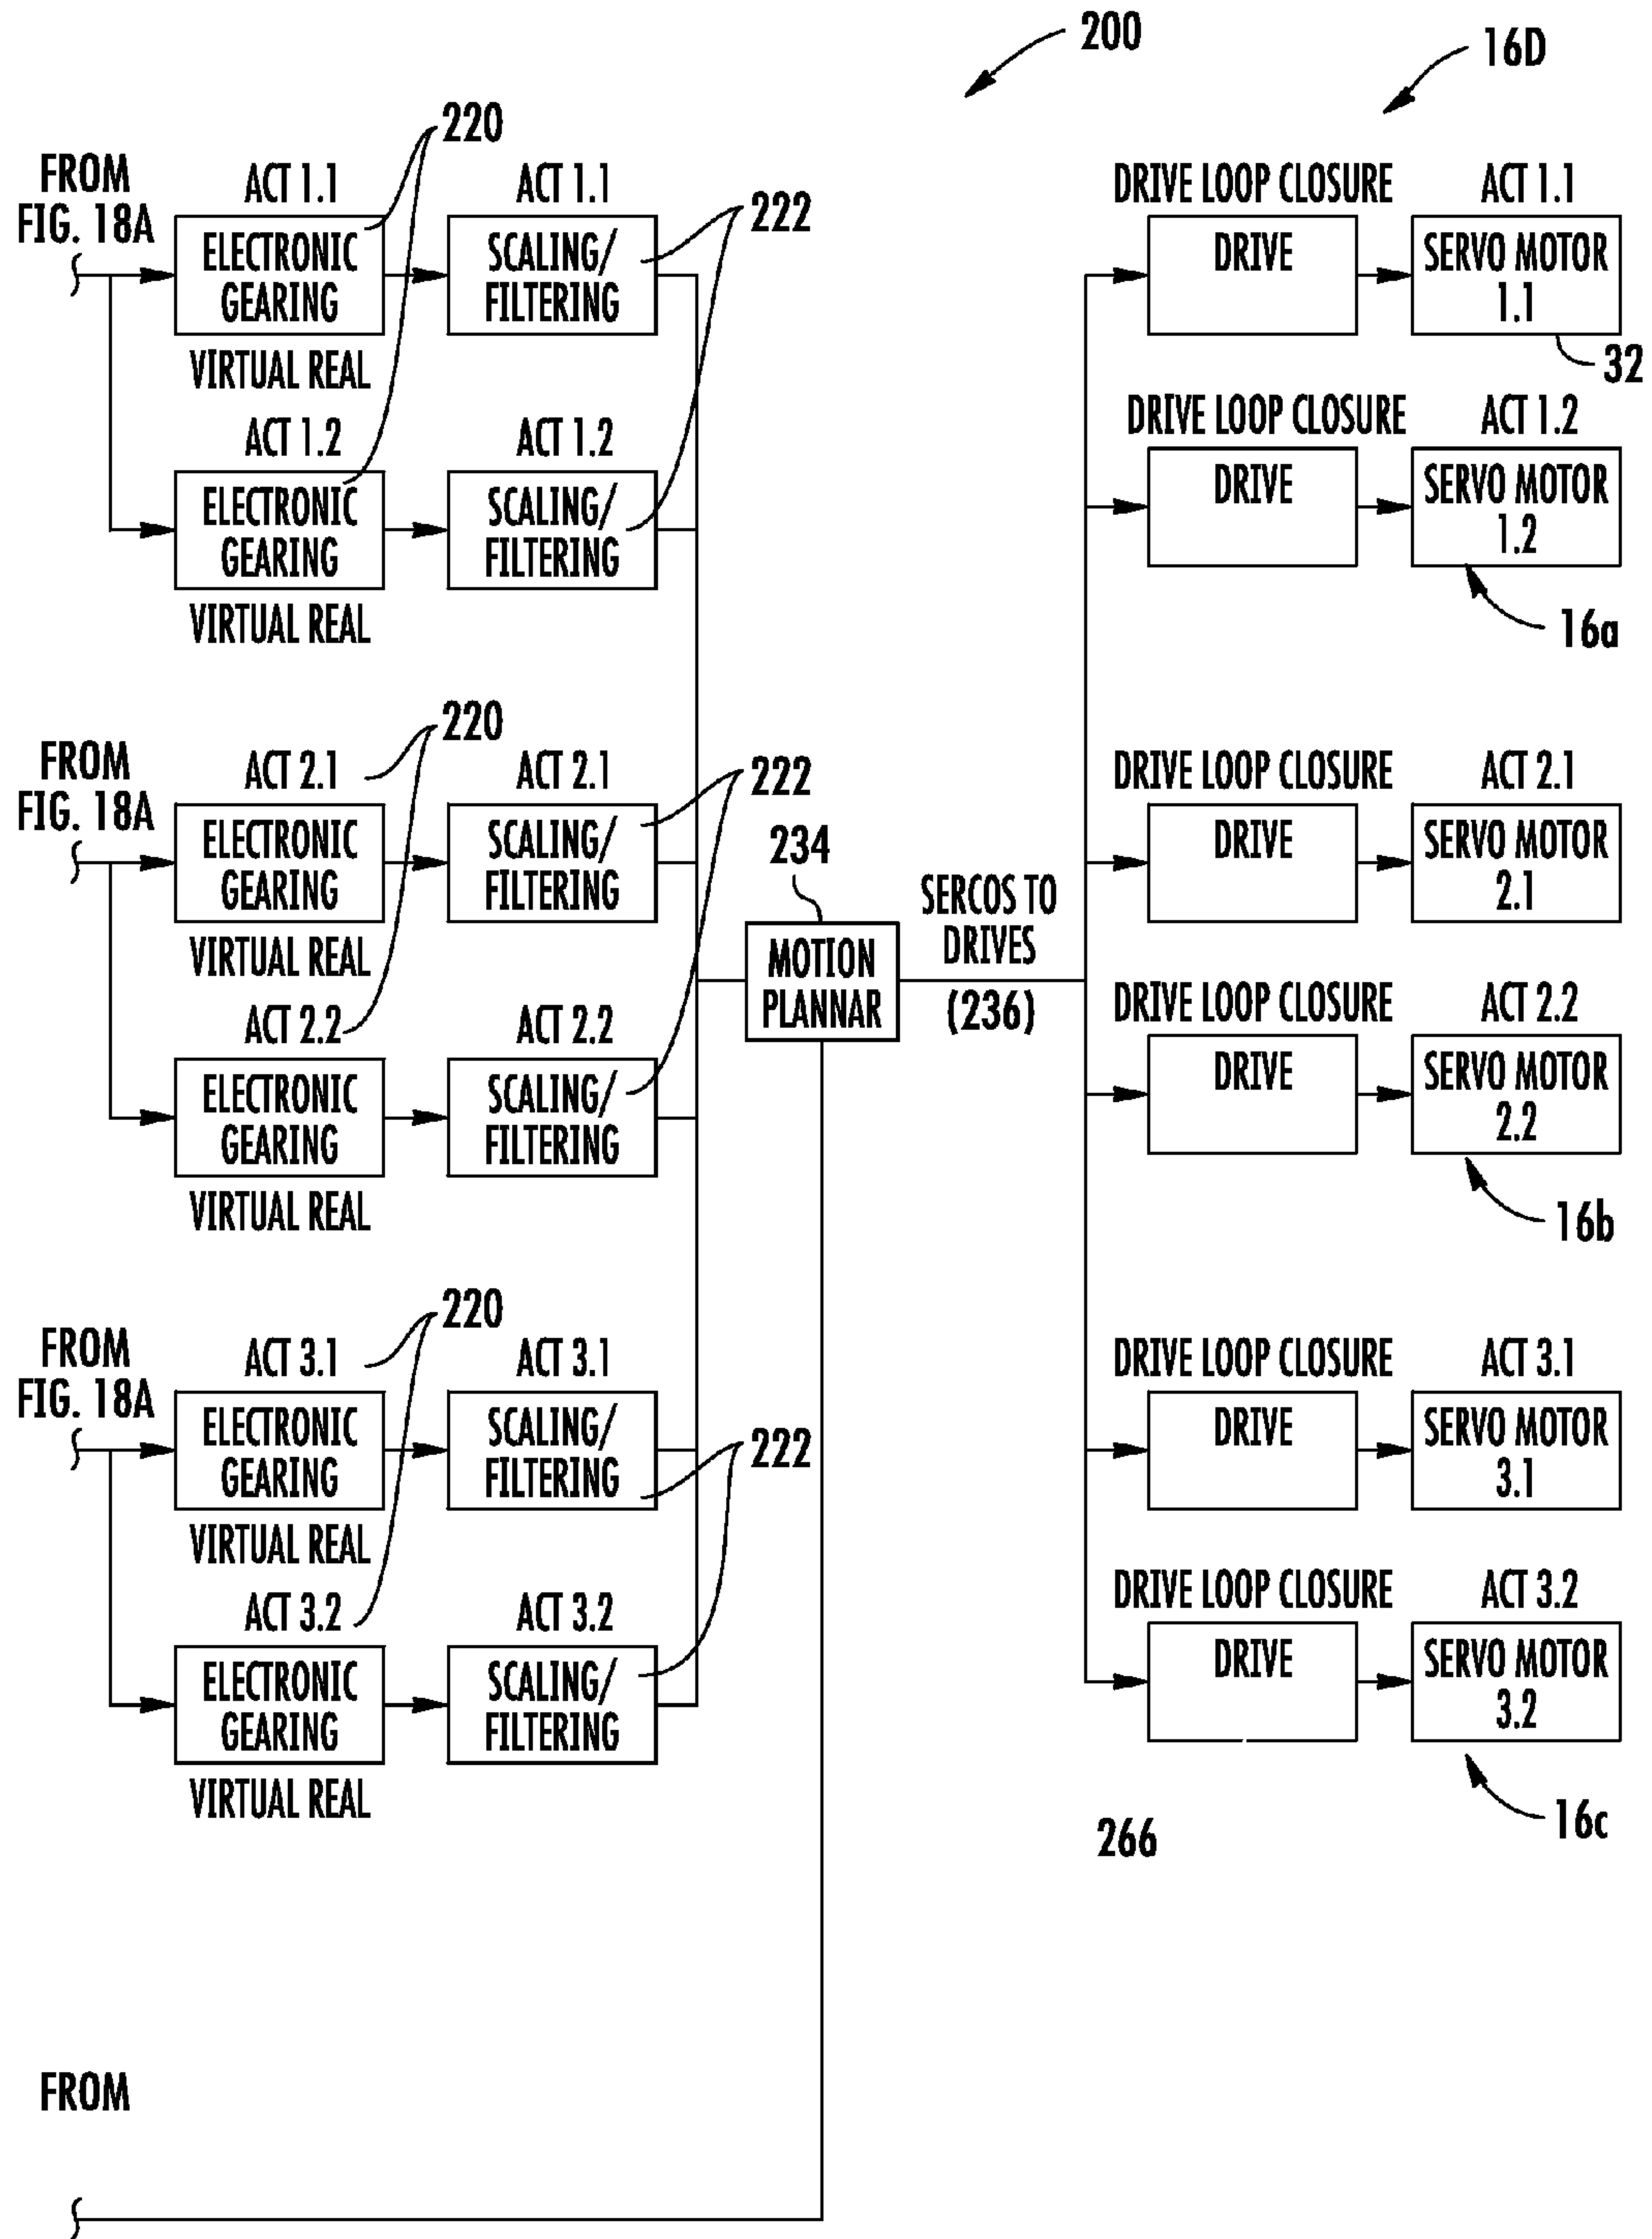 200
16D
220
FROM
FIG. 18A
ACT 1.1
ELECTRONIC
GEARING
VIRTUAL REAL
ACT 1.1
SCALING/
FILTERING
222
ACT 1.2
ELECTRONIC
GEARING
VIRTUAL REAL
ACT 1.2
SCALING/
FILTERING
220
FROM
FIG. 18A
ACT 2.1
ELECTRONIC
GEARING
VIRTUAL REAL
ACT 2.1
SCALING/
FILTERING
222
ACT 2.2
ELECTRONIC
GEARING
VIRTUAL REAL
ACT 2.2
SCALING/
FILTERING
220
FROM
FIG. 18A
ACT 3.1
ELECTRONIC
GEARING
VIRTUAL REAL
ACT 3.1
SCALING/
FILTERING
222
ACT 3.2
ELECTRONIC
GEARING
VIRTUAL REAL
ACT 3.2
SCALING/
FILTERING
234
MOTION
PLANNAR
SERCOS TO
DRIVES
(236)
DRIVE LOOP CLOSURE
DRIVE
ACT 1.1
SERVO MOTOR
1.1
32
DRIVE LOOP CLOSURE
DRIVE
ACT 1.2
SERVO MOTOR
1.2
16a
DRIVE LOOP CLOSURE
DRIVE
ACT 2.1
SERVO MOTOR
2.1
DRIVE LOOP CLOSURE
DRIVE
ACT 2.2
SERVO MOTOR
2.2
16b
DRIVE LOOP CLOSURE
DRIVE
ACT 3.1
SERVO MOTOR
3.1
DRIVE LOOP CLOSURE
DRIVE
ACT 3.2
SERVO MOTOR
3.2
16c
266
FROM